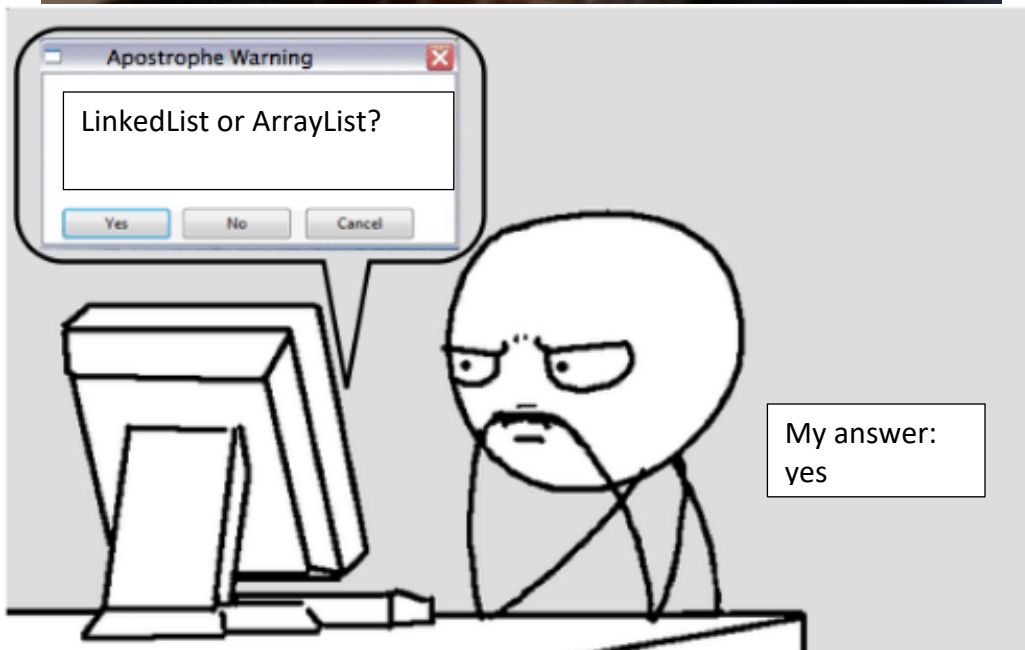 Apostrophe Warning
LinkedList or ArrayList?
Yes No Cancel
My answer:
yes